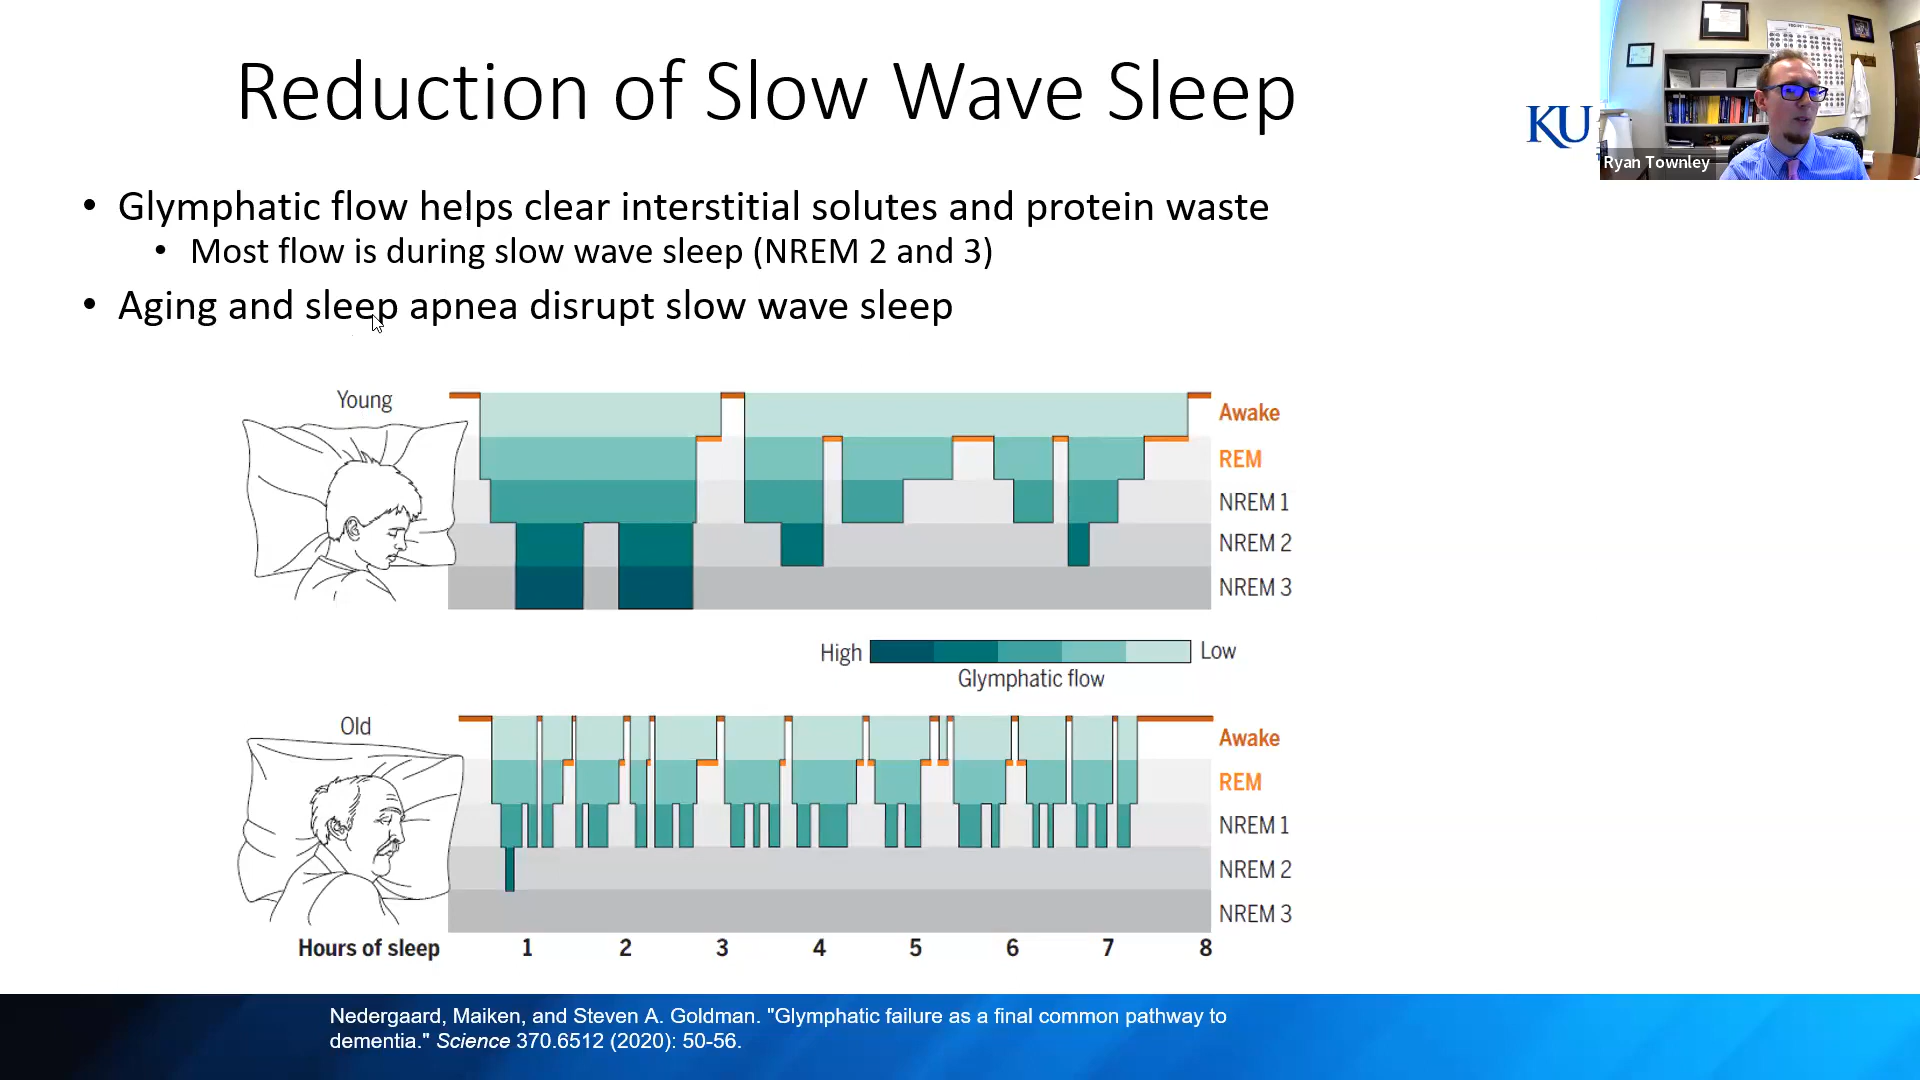 Reduction of Slow Wave Sleep
KU
Ryan Townley
• Glymphatic flow helps clear interstitial solutes and protein waste
• Most flow is during slow wave sleep (NREM 2 and 3)
• Aging and sleep apnea disrupt slow wave sleep
Young
Awake
REM
NREM 1
NREM 2
NREM 3
High
Low
Glymphatic flow
Old
Awake
REM
NREM 1
NREM 2
NREM 3
Hours of sleep 1 2 3 4 5 6 7 8
Nedergaard, Maiken, and Steven A. Goldman. "Glymphatic failure as a final common pathway to
dementia." Science 370.6512 (2020): 50-56.